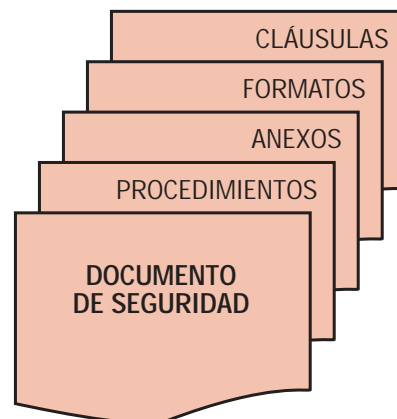 CLÁUSULAS
FORMATOS
ANEXOS
PROCEDIMIENTOS
DOCUMENTO
DE SEGURIDAD